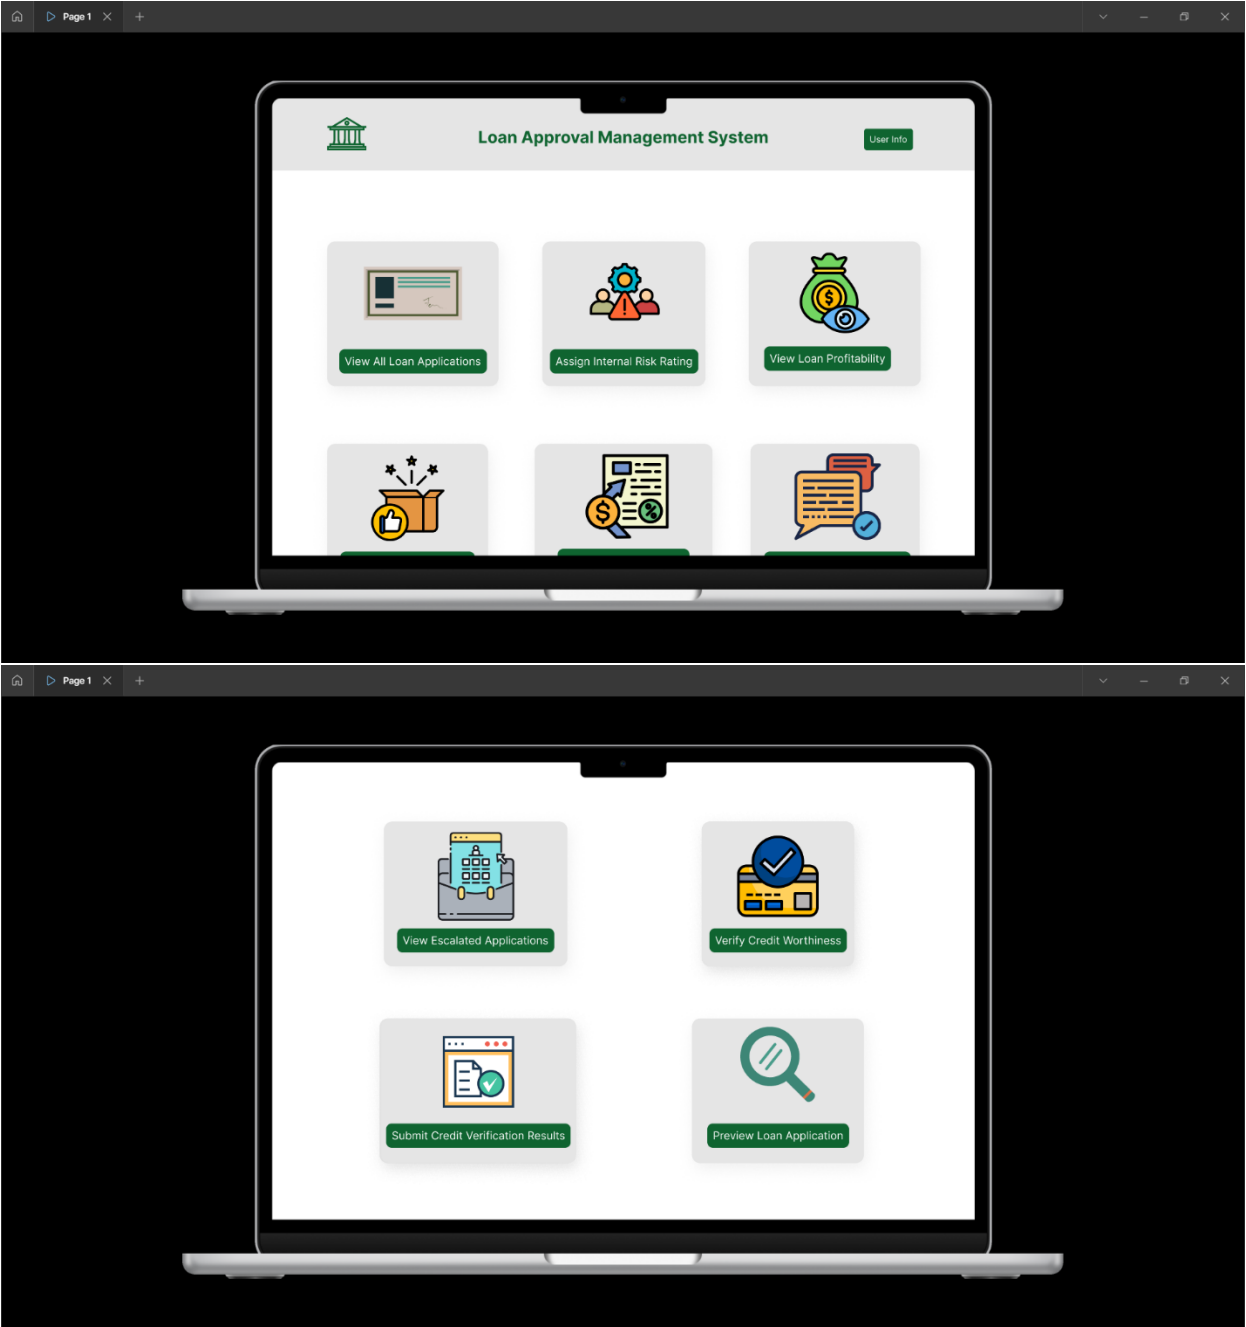 Page 1
Loan Approval Management System
User Info
View All Loan Applications
Assign Internal Risk Rating
View Loan Profitability
Page 1
View Escalated Applications
Verify Credit Worthiness
Submit Credit Verification Results
Preview Loan Application